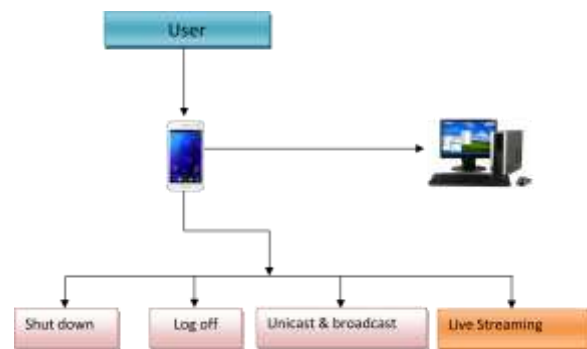 User
Shut down
Log off
Unicast & broadcast
Live Streaming